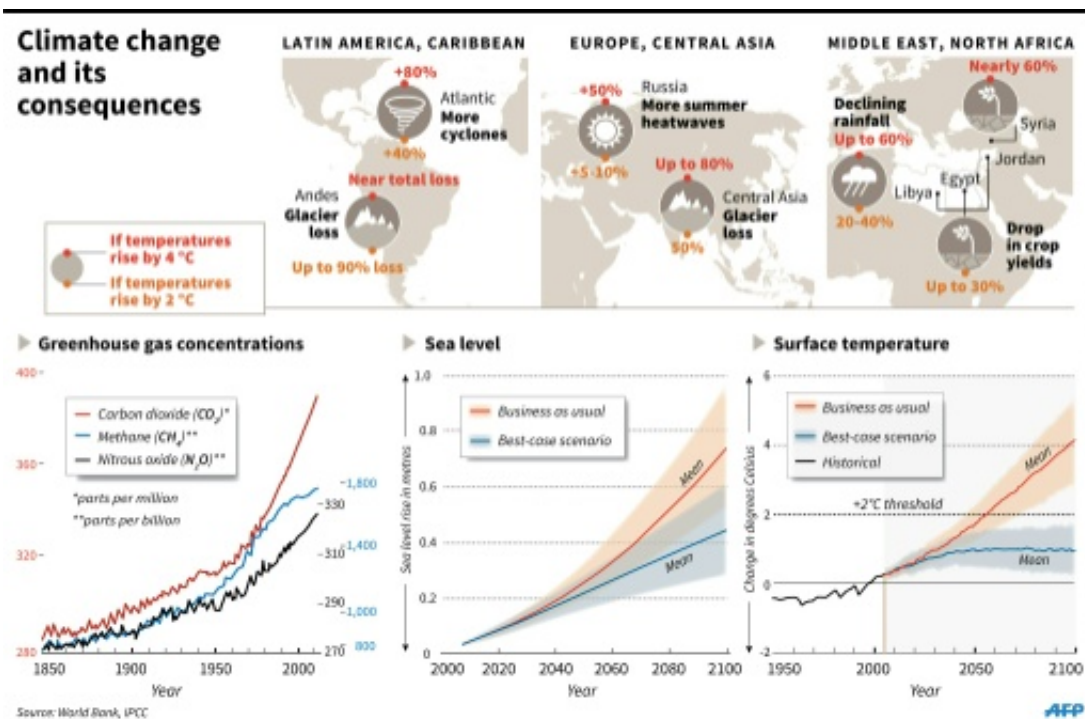 Climate change
and its
consequences
LATIN AMERICA, CARIBBEAN
+80%
Atlantic
More
cyclones
+40%
Near total loss
Andes
Glacier
loss
Up to 90% loss
EUROPE, CENTRAL ASIA
+50%
Russia
More summer
heatwaves
+5-10%
Up to 80%
Central Asia
Glacier
loss
50%
MIDDLE EAST, NORTH AFRICA
Nearly 60%
Declining
rainfall
Up to 60%
Syria
Jordan
Egypt
Libya
20-40%
Drop
in crop
yields
Up to 30%
If temperatures
rise by 4 °C
If temperatures
rise by 2 °C
Greenhouse gas concentrations
400
360
320
280
Carbon dioxide (CO₂)*
Methane (CH₄)**
Nitrous oxide (N₂O)**
*parts per million
**parts per billion
1,800
330
310
1,400
290
1,000
270
800
1850 1900 1950 2000
Year
Sea level
Sea level rise in metres
1.0
0.8
0.6
0.4
0.2
0
Business as usual
Best-case scenario
Mean
Mean
2000 2020 2040 2060 2080 2100
Year
Surface temperature
Change in degrees Celsius
6
4
2
0
-2
Business as usual
Best-case scenario
Historical
+2°C threshold
Mean
Mean
1950 2000 2050 2100
Year
Source: World Bank, IPCC
AFP